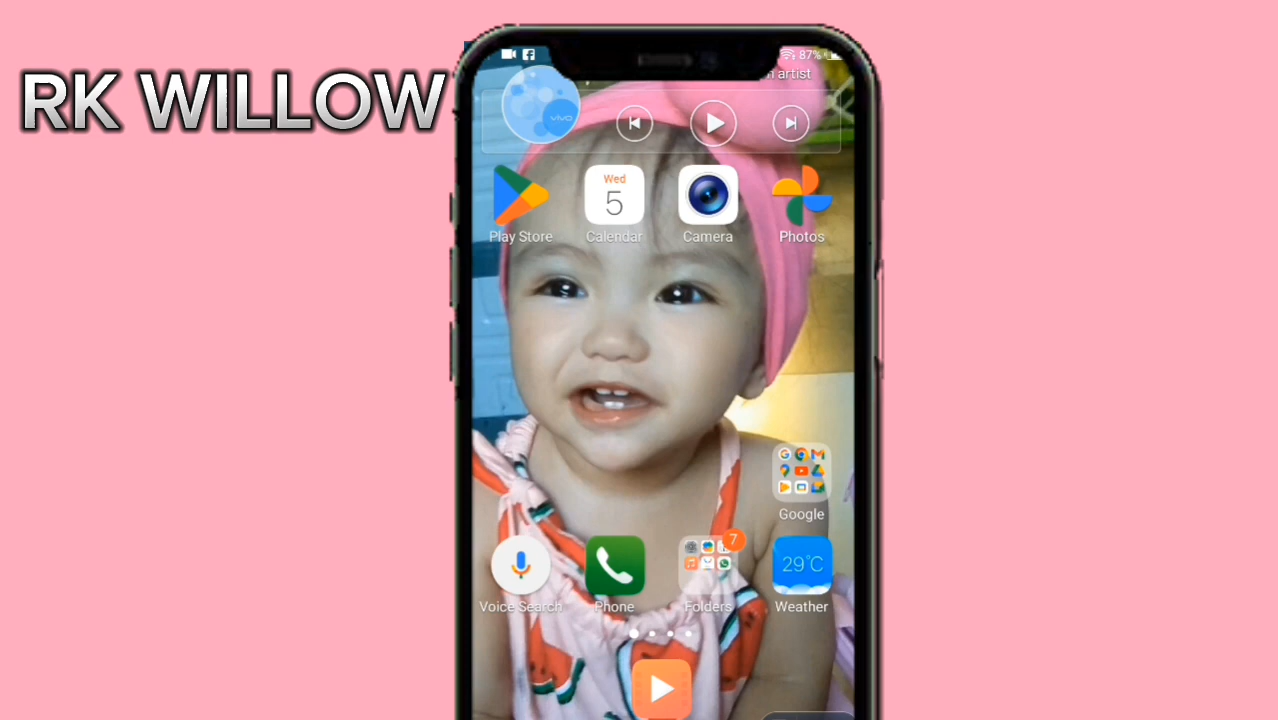 RK WILLOW
87%
n artist
vivo
Wed
5
Play Store
Calendar
Camera
Photos
Google
7
29°C
Voice Search
Phone
Folders
Weather